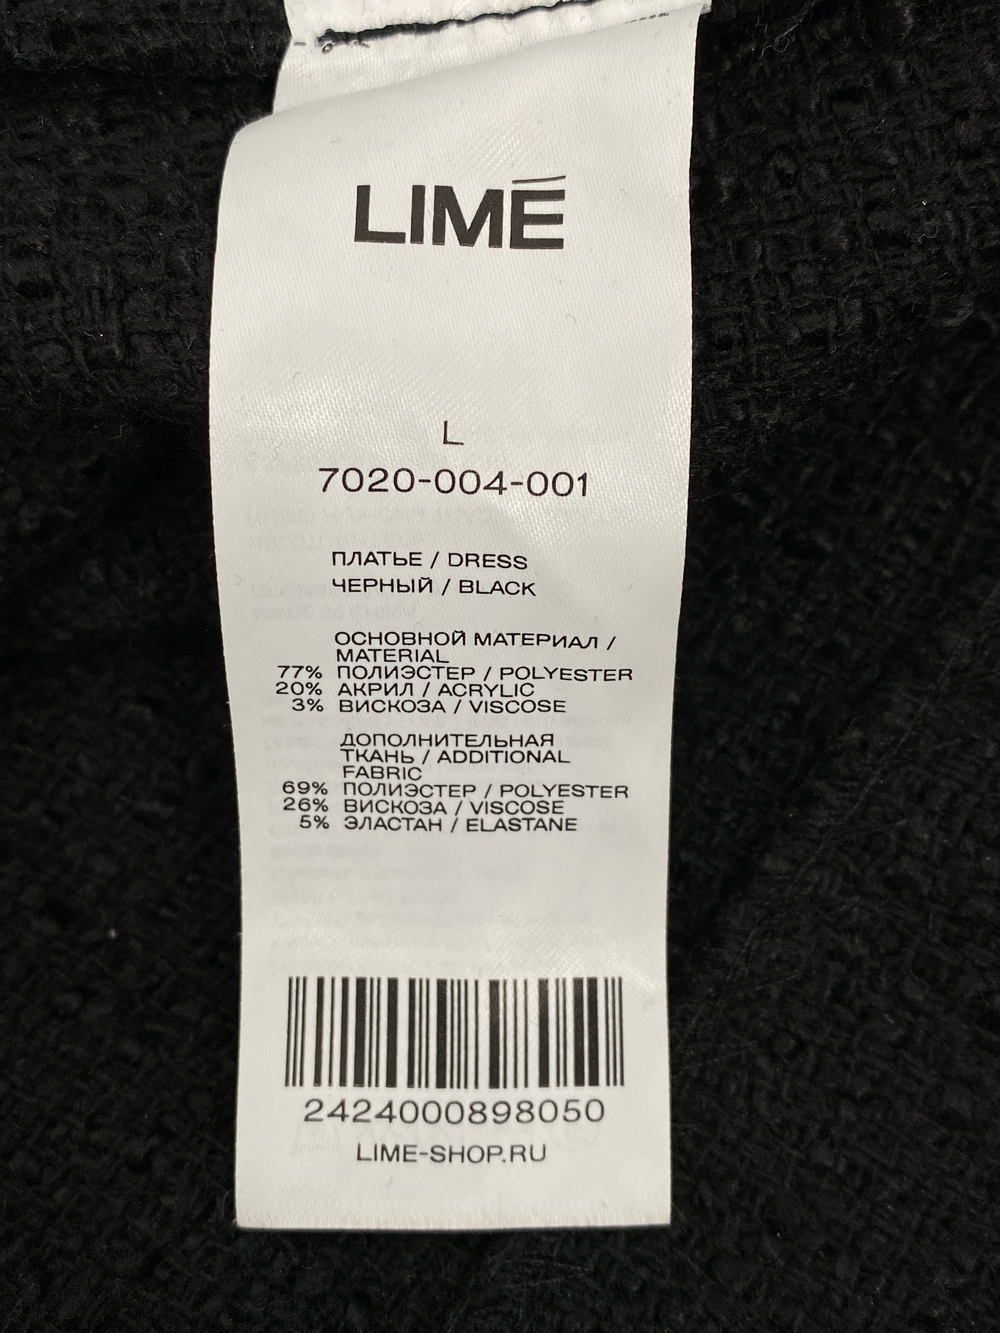 LIMĒ
L
7020-004-001
ПЛАТЬЕ / DRESS
ЧЕРНЫЙ / BLACK
ОСНОВНОЙ МАТЕРИАЛ /
MATERIAL
77% ПОЛИЭСТЕР / POLYESTER
20% АКРИЛ / ACRYLIC
3% ВИСКОЗА / VISCOSE
ДОПОЛНИТЕЛЬНАЯ
ТКАНЬ / ADDITIONAL
FABRIC
69% ПОЛИЭСТЕР / POLYESTER
26% ВИСКОЗА / VISCOSE
5% ЭЛАСТАН / ELASTANE
2424000898050
LIME-SHOP.RU